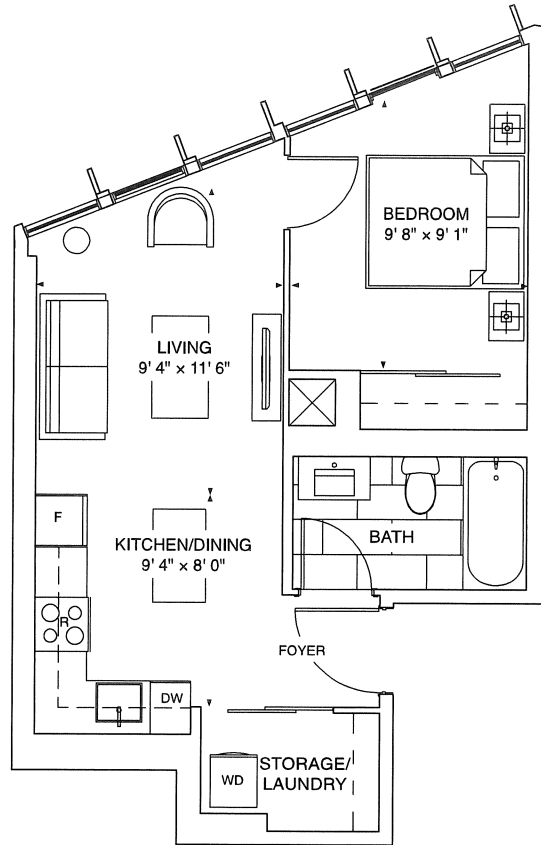 BEDROOM
9' 8" × 9' 1"
LIVING
9' 4" × 11' 6"
F
KITCHEN/DINING
9' 4" × 8' 0"
BATH
R
FOYER
DW
STORAGE/
LAUNDRY
WD